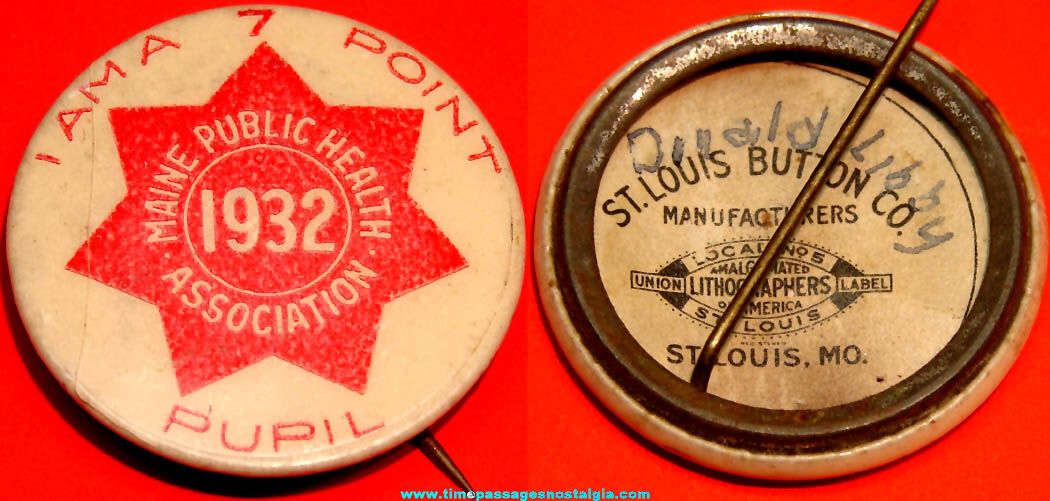 I AM A 7 POINT
PUPIL
MAINE PUBLIC HEALTH
· ASSOCIATION ·
1932
Donald Libby
ST. LOUIS BUTTON CO.
MANUFACTURERS
LOCAL No 5
AMALGAMATED
UNION LITHOGRAPHERS LABEL
OF AMERICA
ST. LOUIS
ST. LOUIS, MO.
www.timepassagesnostalgia.com